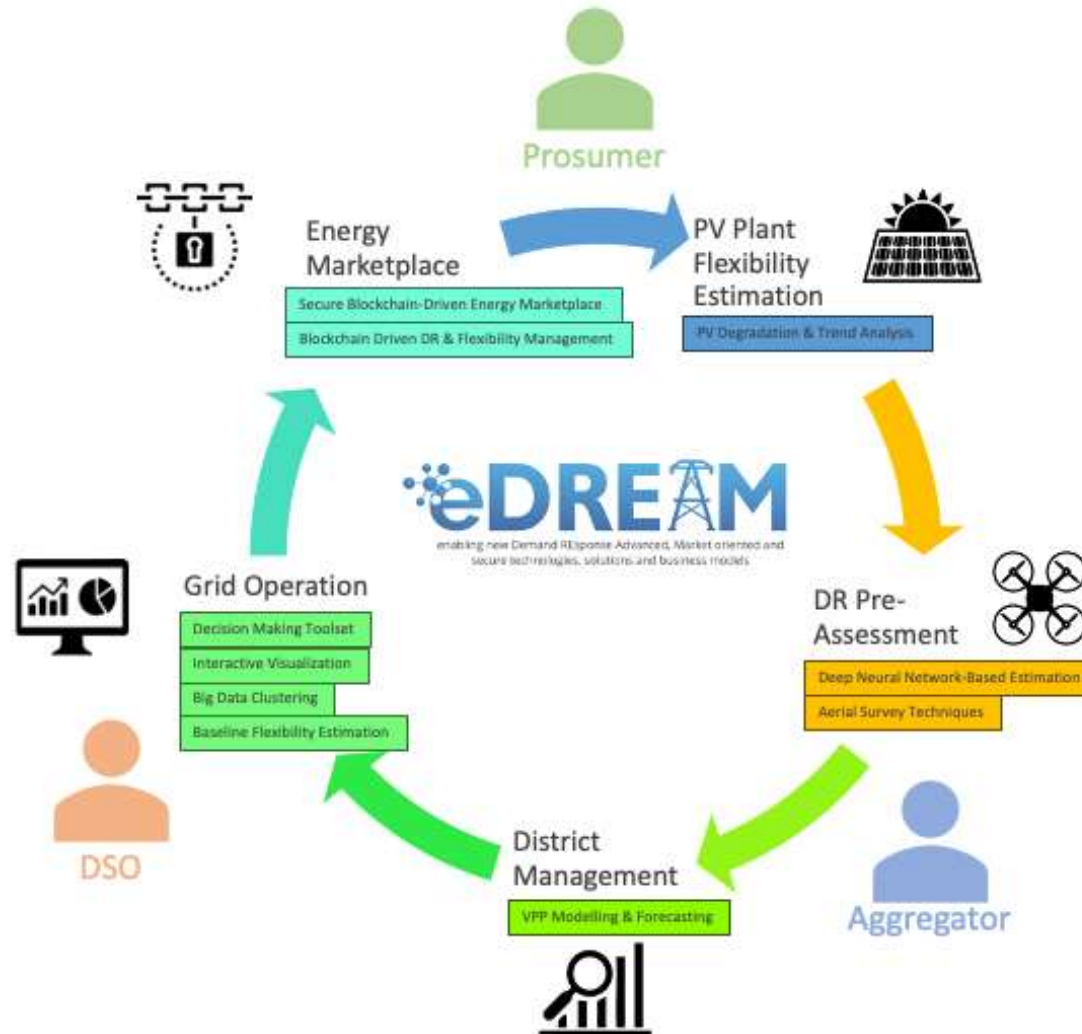 Prosumer
Energy
Marketplace
Secure Blockchain-Driven Energy Marketplace
Blockchain Driven DR & Flexibility Management
PV Plant
Flexibility
Estimation
PV Degradation & Trend Analysis
eDREAM
enabling new Demand REsponse Advanced, Market oriented and
secure technologies, solutions and business models
Grid Operation
Decision Making Toolset
Interactive Visualization
Big Data Clustering
Baseline Flexibility Estimation
DR Pre-
Assessment
Deep Neural Network-Based Estimation
Aerial Survey Techniques
DSO
District
Management
VPP Modelling & Forecasting
Aggregator